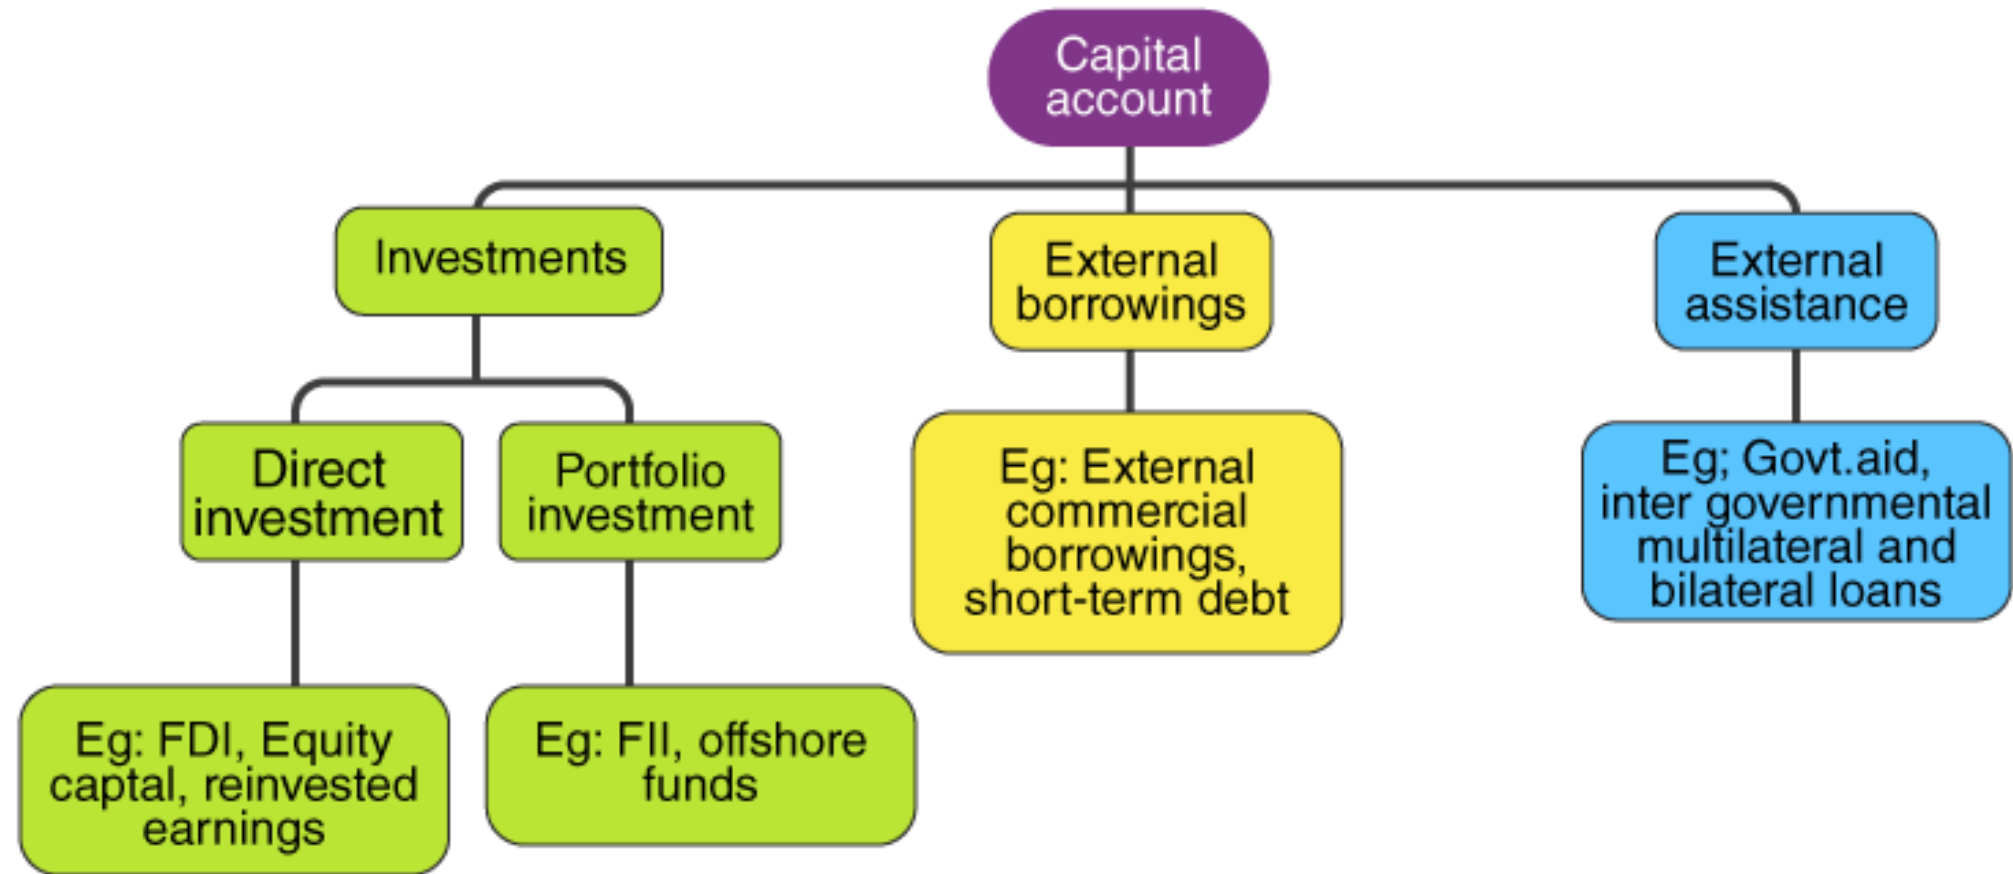 Capital
account
Investments
External
borrowings
External
assistance
Direct
investment
Portfolio
investment
Eg: External
commercial
borrowings,
short-term debt
Eg; Govt.aid,
inter governmental
multilateral and
bilateral loans
Eg: FDI, Equity
captal, reinvested
earnings
Eg: FII, offshore
funds